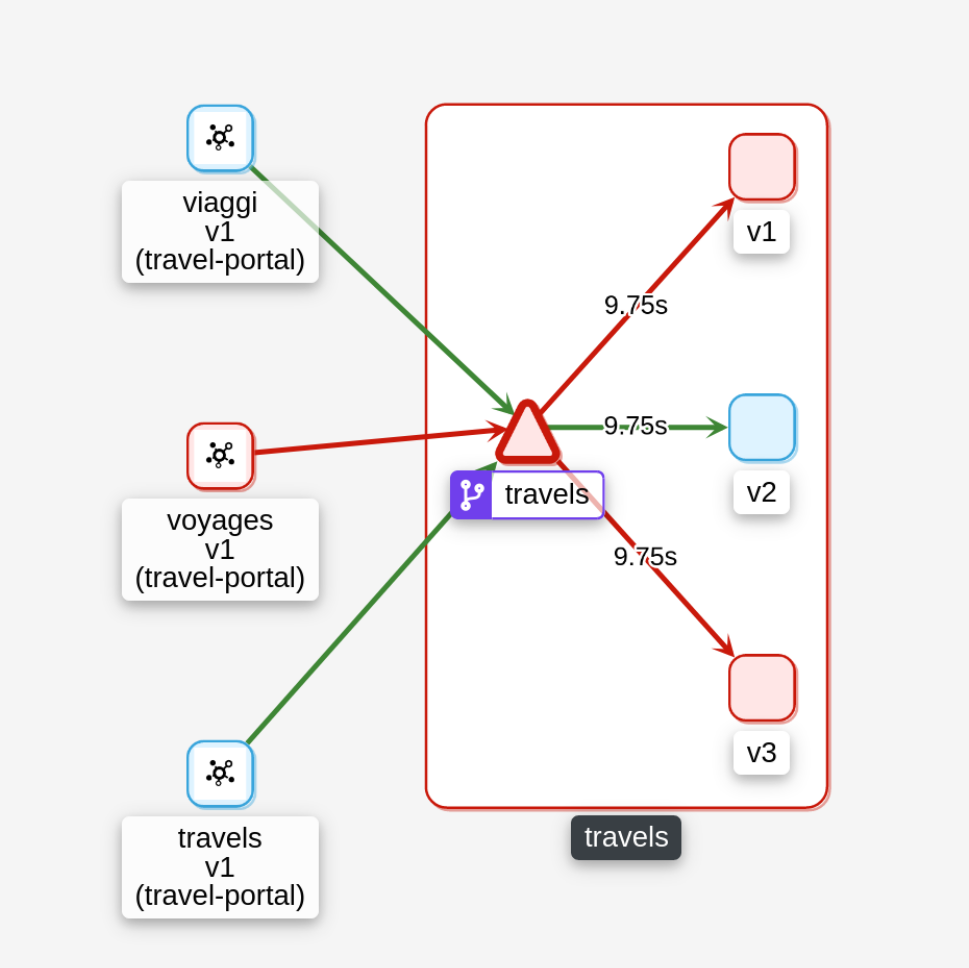 viaggi
v1
(travel-portal)
voyages
v1
(travel-portal)
travels
v1
(travel-portal)
travels
9.75s
9.75s
9.75s
v1
v2
v3
travels